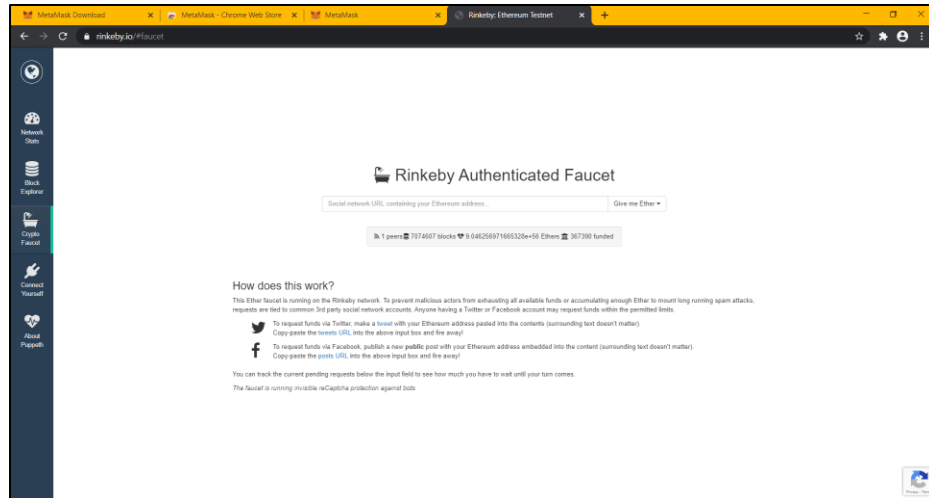 MetaMask Download
MetaMask - Chrome Web Store
MetaMask
Rinkeby: Ethereum Testnet
rinkeby.io/#faucet
Network
Stats
Block
Explorer
Crypto
Faucet
Connect
Yourself
About
Puppeth
Rinkeby Authenticated Faucet
Social network URL containing your Ethereum address...
Give me Ether
1 peers 7074607 blocks 9.046256971665328e+56 Ethers 367390 funded
How does this work?
This Ether faucet is running on the Rinkeby network. To prevent malicious actors from exhausting all available funds or accumulating enough Ether to mount long running spam attacks,
requests are tied to common 3rd party social network accounts. Anyone having a Twitter or Facebook account may request funds within the permitted limits.
To request funds via Twitter, make a tweet with your Ethereum address pasted into the contents (surrounding text doesn't matter).
Copy-paste the tweets URL into the above input box and fire away!
To request funds via Facebook, publish a new public post with your Ethereum address embedded into the content (surrounding text doesn't matter).
Copy-paste the posts URL into the above input box and fire away!
You can track the current pending requests below the input field to see how much you have to wait until your turn comes.
The faucet is running invisible reCaptcha protection against bots